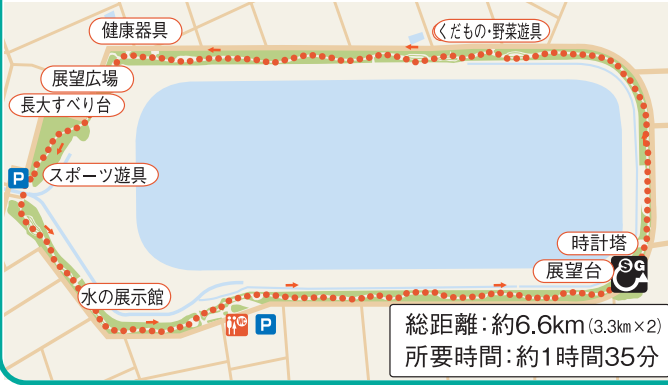 健康器具
くだもの・野菜遊具
展望広場
長大すべり台
P
スポーツ遊具
時計塔
展望台
SG
水の展示館
WC
P
総距離:約6.6km(3.3km×2)
所要時間:約1時間35分